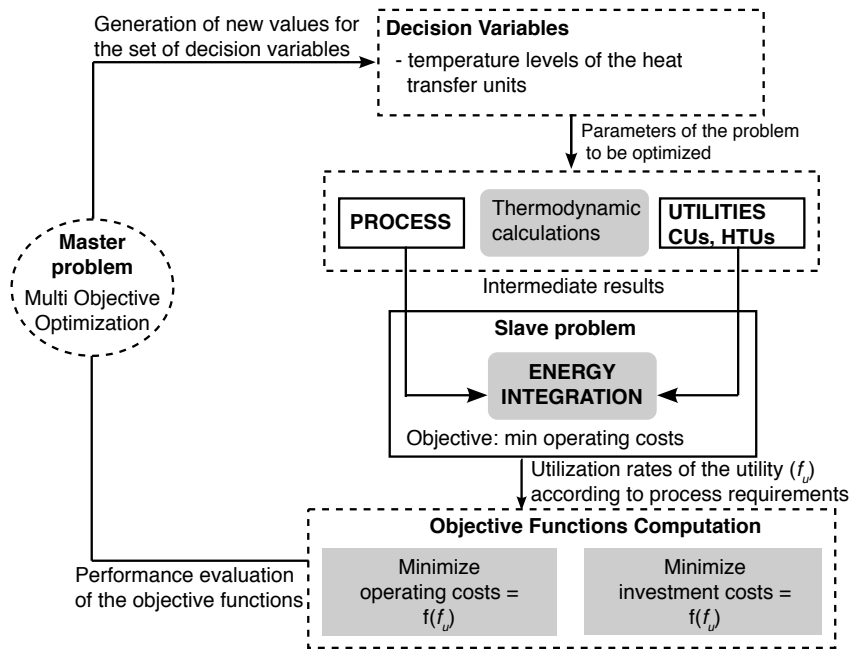 Generation of new values for
the set of decision variables
Decision Variables
- temperature levels of the heat
transfer units
Parameters of the problem
to be optimized
PROCESS
Thermodynamic
calculations
UTILITIES
CUs, HTUs
Intermediate results
Master
problem
Multi Objective
Optimization
Slave problem
ENERGY
INTEGRATION
Objective: min operating costs
Utilization rates of the utility (fu)
according to process requirements
Objective Functions Computation
Minimize
operating costs =
f(fu)
Minimize
investment costs =
f(fu)
Performance evaluation
of the objective functions